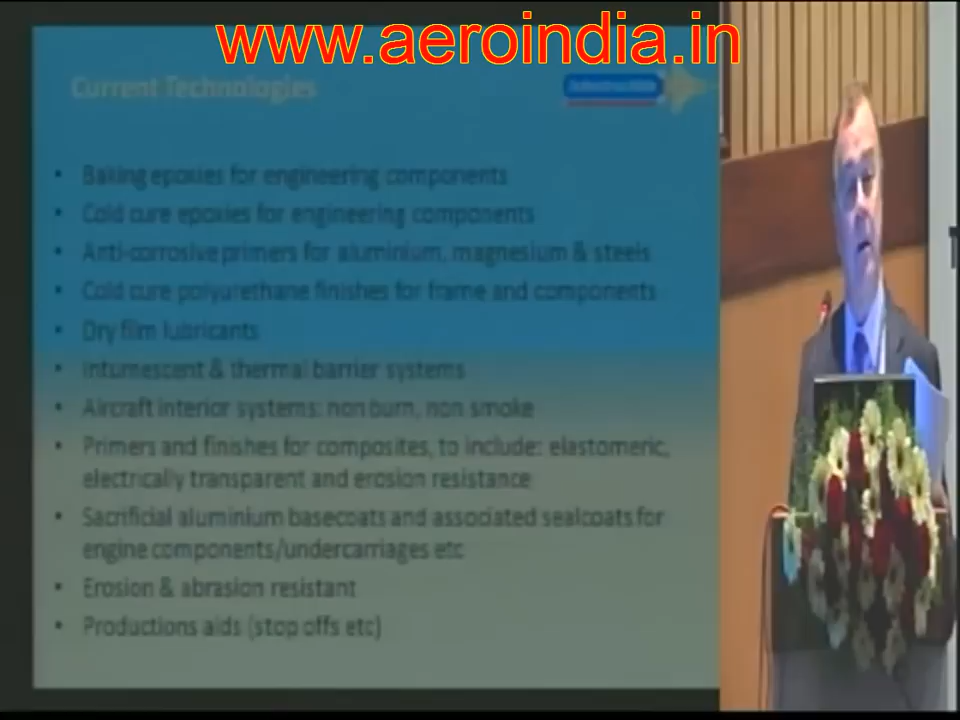 www.aeroindia.in
Current Technologies
• Baking epoxies for engineering components
• Cold cure epoxies for engineering components
• Anti-corrosive primers for aluminium, magnesium & steels
• Cold cure polyurethane finishes for frame and components
• Dry film lubricants
• Intumescent & thermal barrier systems
• Aircraft interior systems: non burn, non smoke
• Primers and finishes for composites, to include: elastomeric,
electrically transparent and erosion resistance
• Sacrificial aluminium basecoats and associated sealcoats for
engine components/undercarriages etc
• Erosion & abrasion resistant
• Productions aids (stop offs etc)